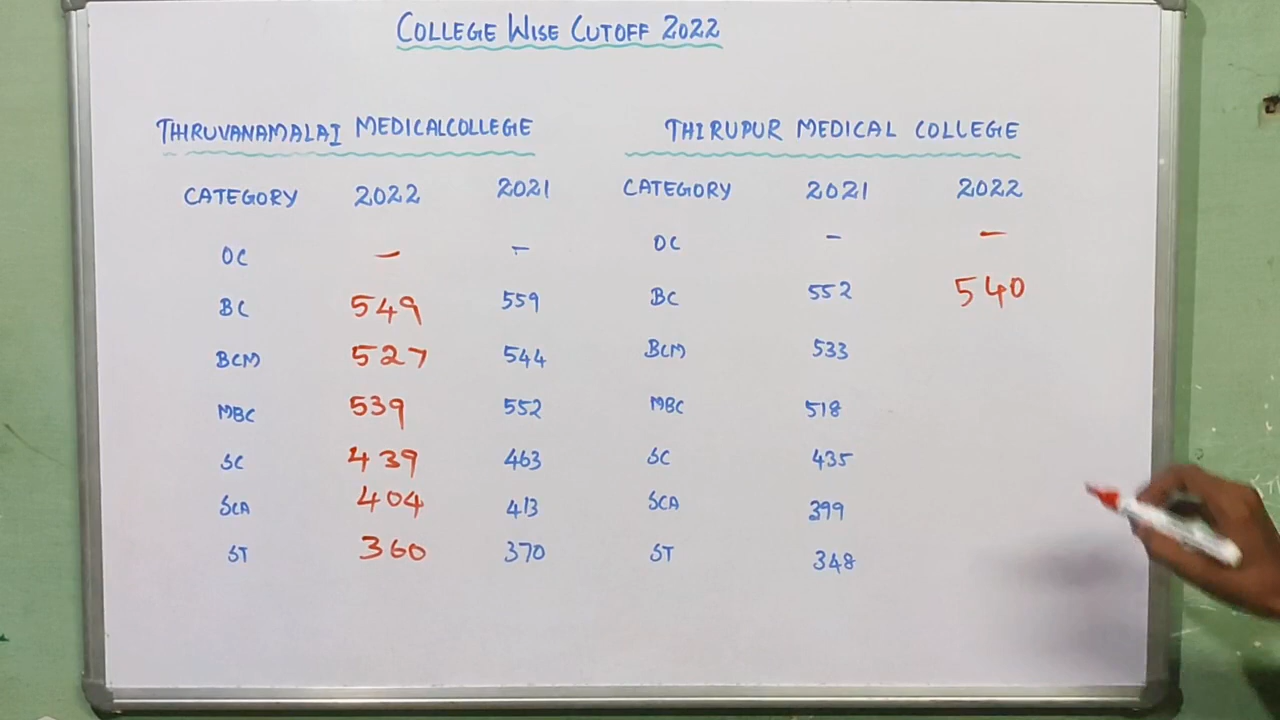 COLLEGE WISE CUTOFF 2022
THIRUVANAMALAI MEDICALCOLLEGE
CATEGORY 2022 2021
OC - -
BC 549 559
BCM 527 544
MBC 539 552
SC 439 463
SCA 404 413
ST 360 370
THIRUPUR MEDICAL COLLEGE
CATEGORY 2021 2022
OC - -
BC 552 540
BCM 533
MBC 518
SC 435
SCA 399
ST 348